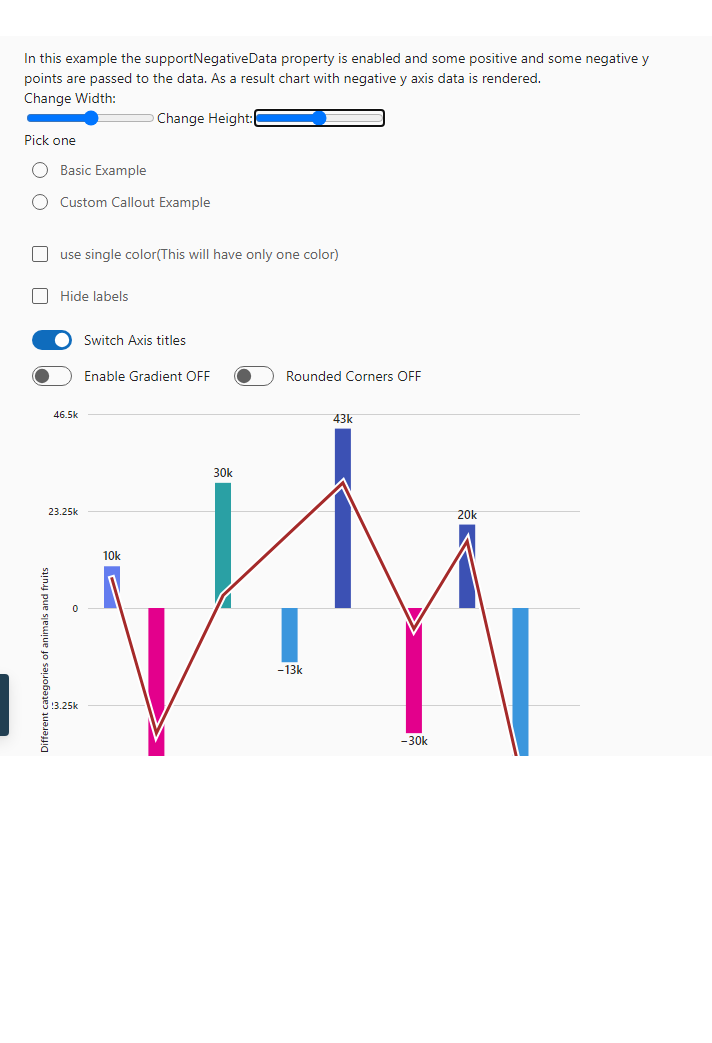 In this example the supportNegativeData property is enabled and some positive and some negative y
points are passed to the data. As a result chart with negative y axis data is rendered.
Change Width:
Change Height:
Pick one
Basic Example
Custom Callout Example
use single color(This will have only one color)
Hide labels
Switch Axis titles
Enable Gradient OFF
Rounded Corners OFF
46.5k
43k
30k
23.25k
20k
10k
Different categories of animals and fruits
0
−13k
3.25k
−30k